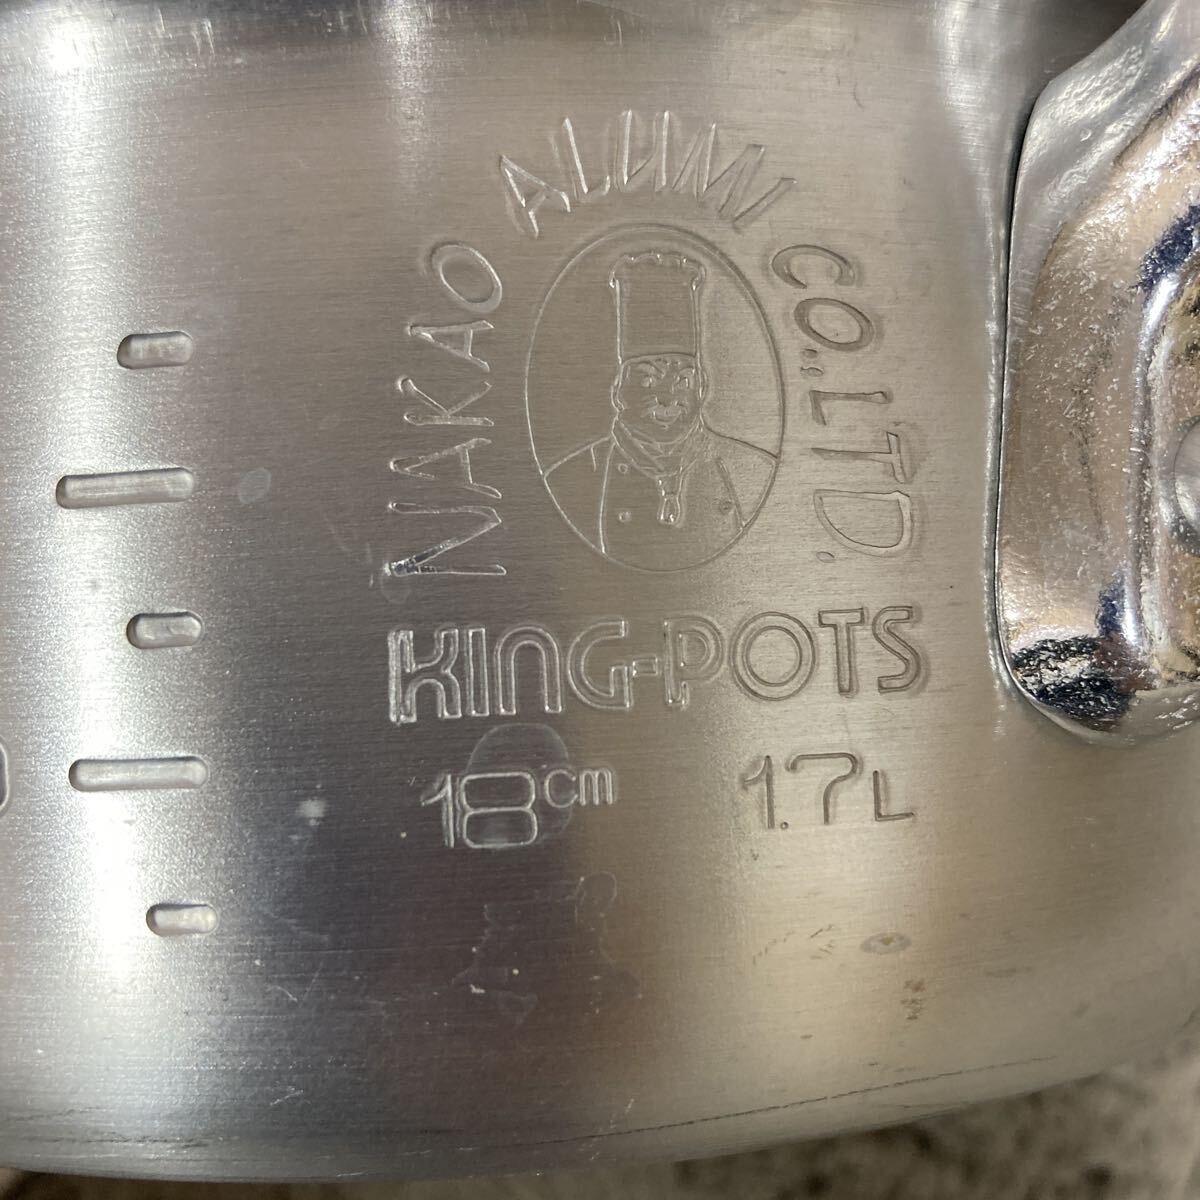 NAKAO ALUMI CO.,LTD.
KING-POTS
18cm 1.7L